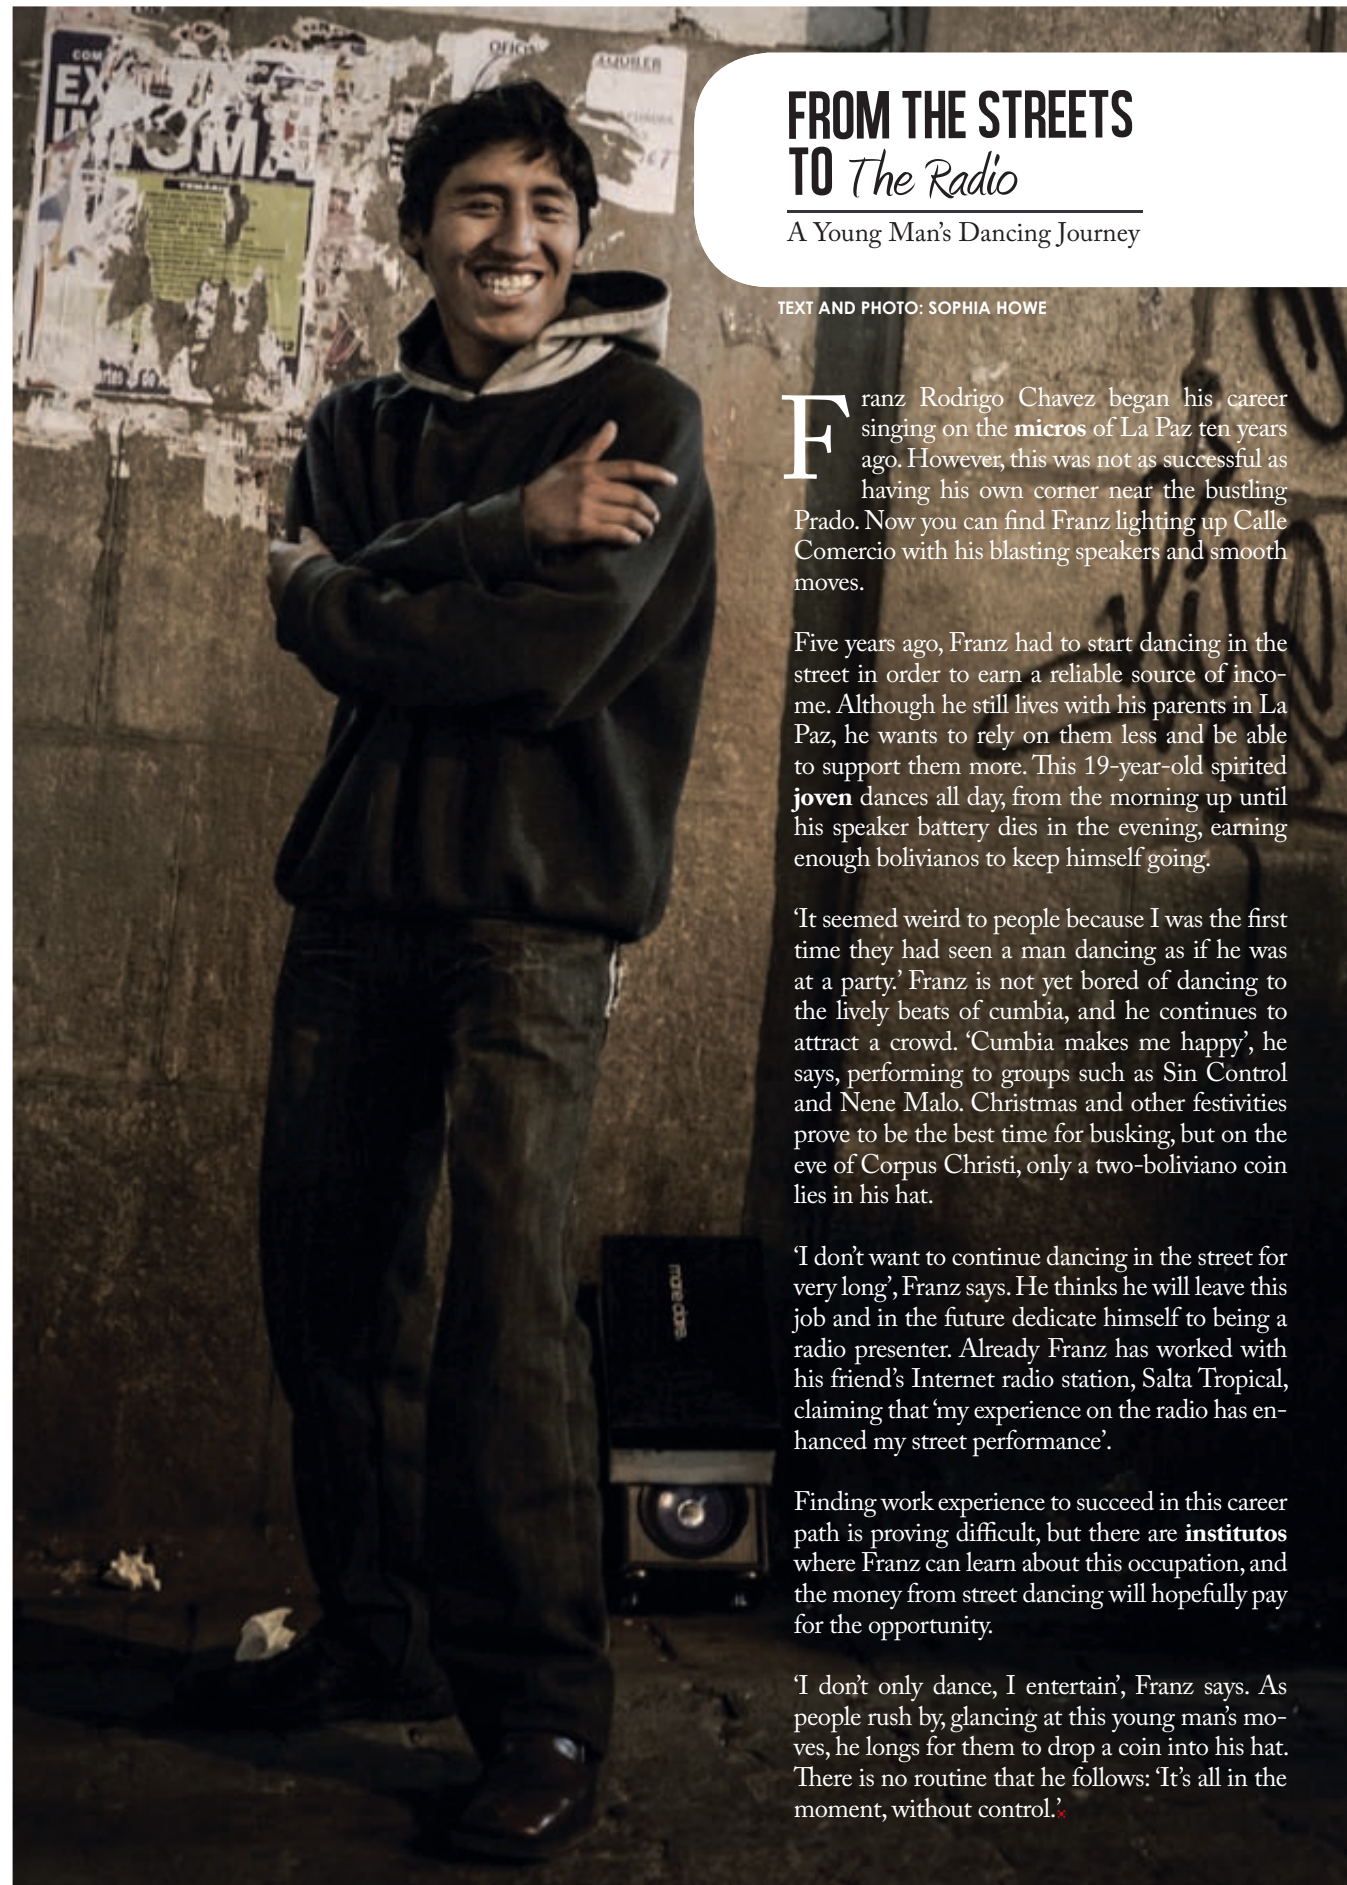 COM
EX
OFICIO
ALQUILER
FROM THE STREETS
TO The Radio
A Young Man's Dancing Journey
TEXT AND PHOTO: SOPHIA HOWE
Franz Rodrigo Chavez began his career
singing on the micros of La Paz ten years
ago. However, this was not as successful as
having his own corner near the bustling
Prado. Now you can find Franz lighting up Calle
Comercio with his blasting speakers and smooth
moves.
Five years ago, Franz had to start dancing in the
street in order to earn a reliable source of inco-
me. Although he still lives with his parents in La
Paz, he wants to rely on them less and be able
to support them more. This 19-year-old spirited
joven dances all day, from the morning up until
his speaker battery dies in the evening, earning
enough bolivianos to keep himself going.
‘It seemed weird to people because I was the first
time they had seen a man dancing as if he was
at a party.’ Franz is not yet bored of dancing to
the lively beats of cumbia, and he continues to
attract a crowd. ‘Cumbia makes me happy’, he
says, performing to groups such as Sin Control
and Nene Malo. Christmas and other festivities
prove to be the best time for busking, but on the
eve of Corpus Christi, only a two-boliviano coin
lies in his hat.
‘I don’t want to continue dancing in the street for
very long’, Franz says. He thinks he will leave this
job and in the future dedicate himself to being a
radio presenter. Already Franz has worked with
his friend’s Internet radio station, Salta Tropical,
claiming that ‘my experience on the radio has en-
hanced my street performance’.
Finding work experience to succeed in this career
path is proving difficult, but there are institutos
where Franz can learn about this occupation, and
the money from street dancing will hopefully pay
for the opportunity.
‘I don’t only dance, I entertain’, Franz says. As
people rush by, glancing at this young man’s mo-
ves, he longs for them to drop a coin into his hat.
There is no routine that he follows: ‘It’s all in the
moment, without control.’